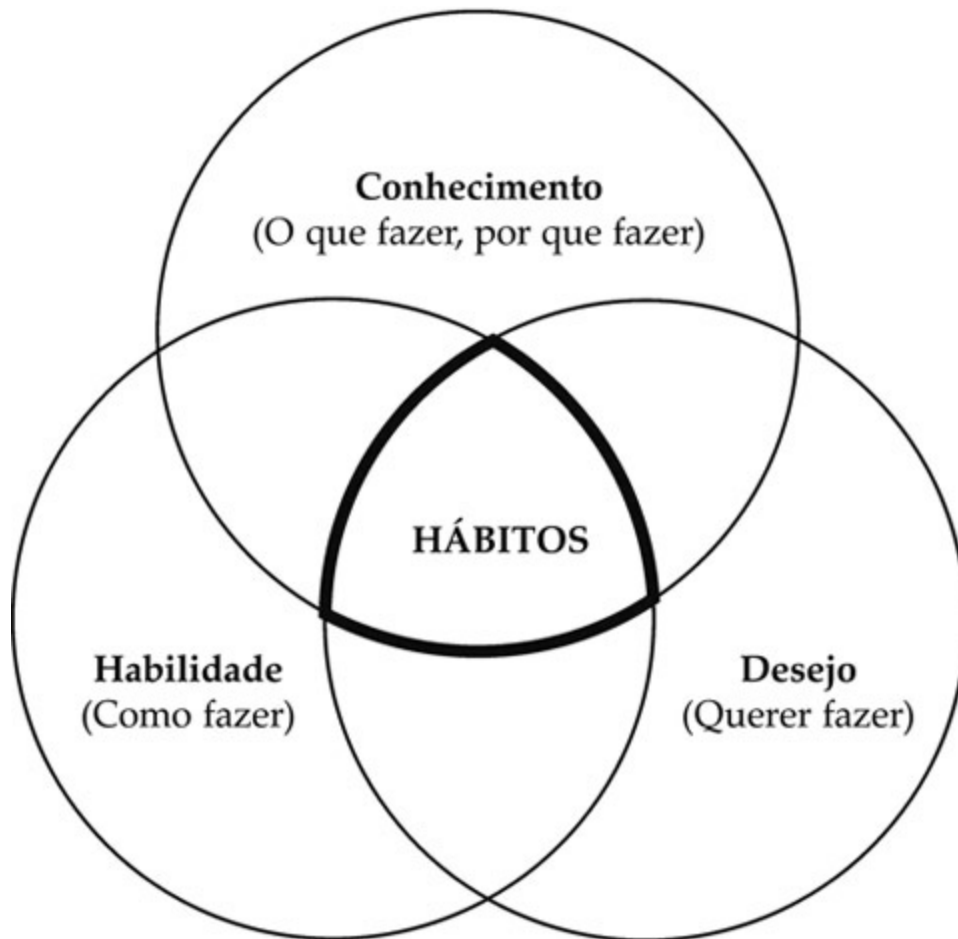 Conhecimento
(O que fazer, por que fazer)
HÁBITOS
Habilidade
(Como fazer)
Desejo
(Querer fazer)